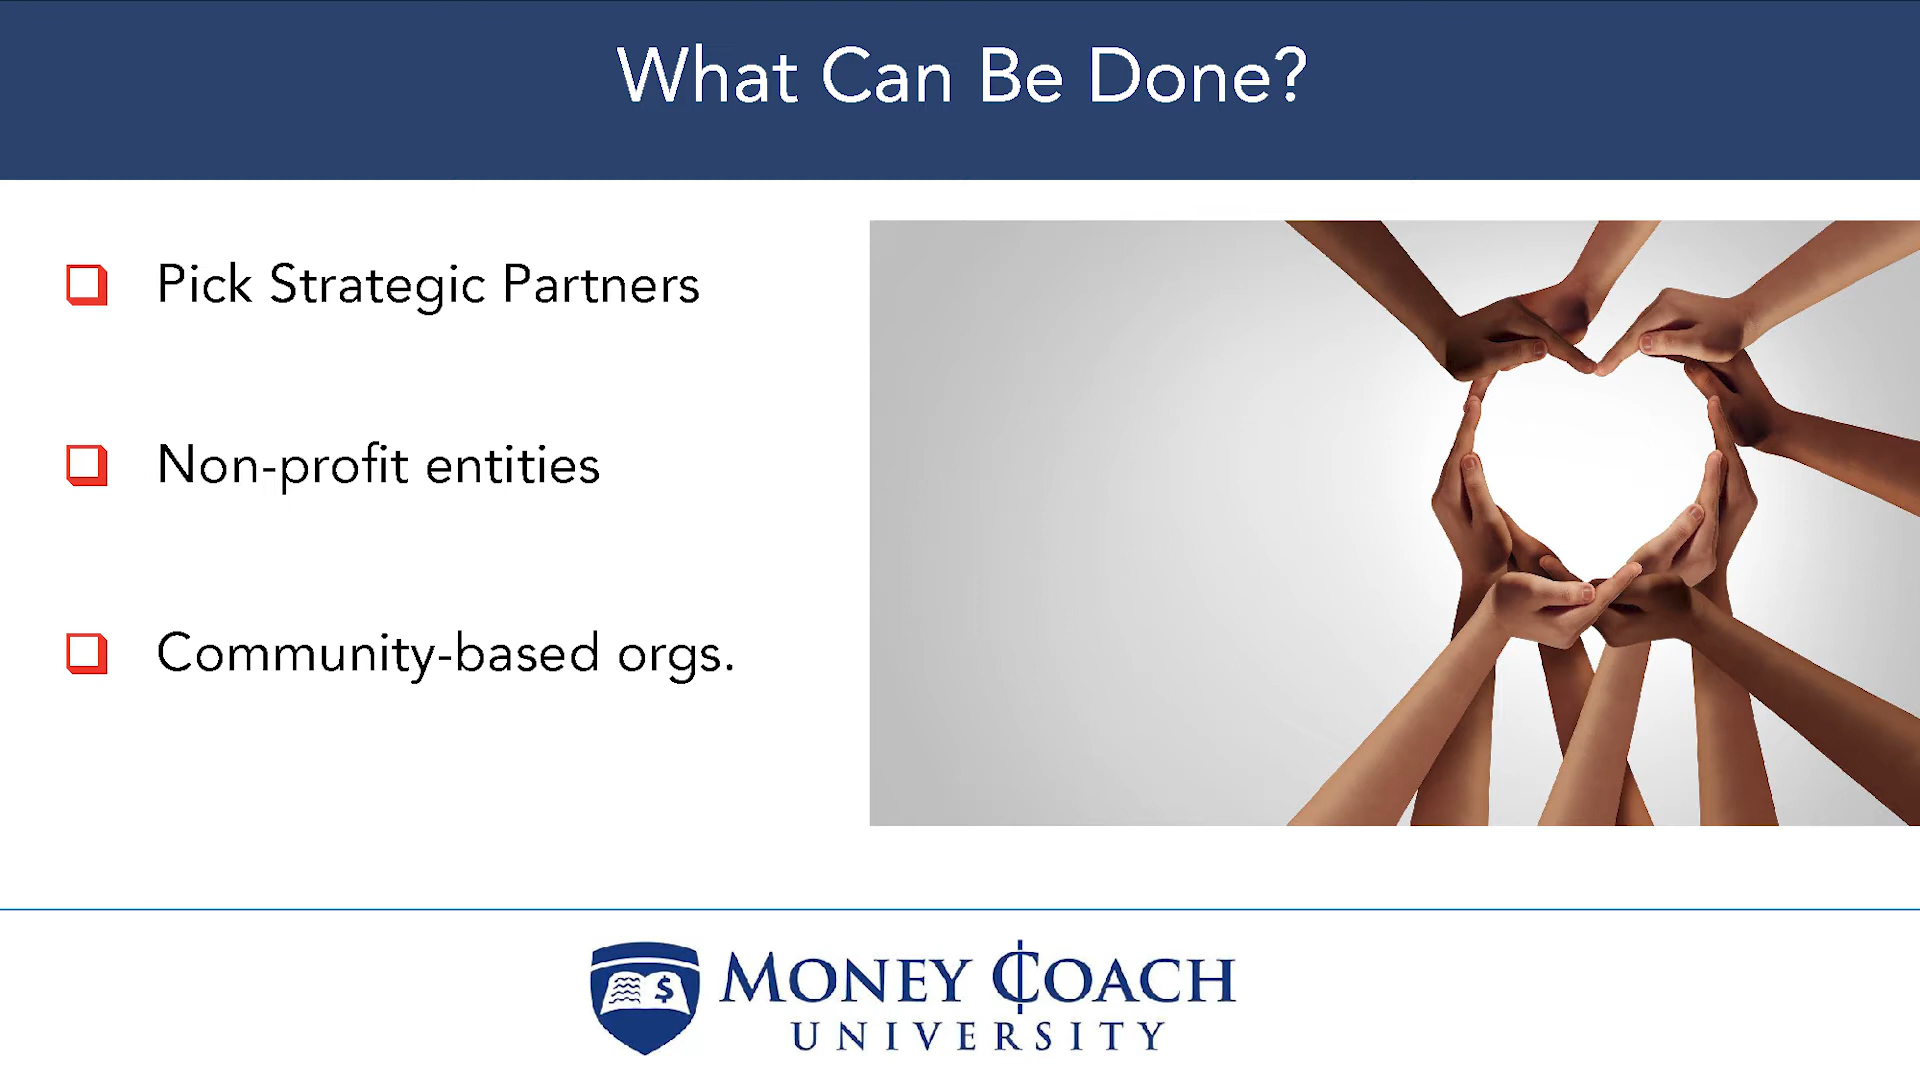 What Can Be Done?
Pick Strategic Partners
Non-profit entities
Community-based orgs.
$
MONEY COACH
UNIVERSITY